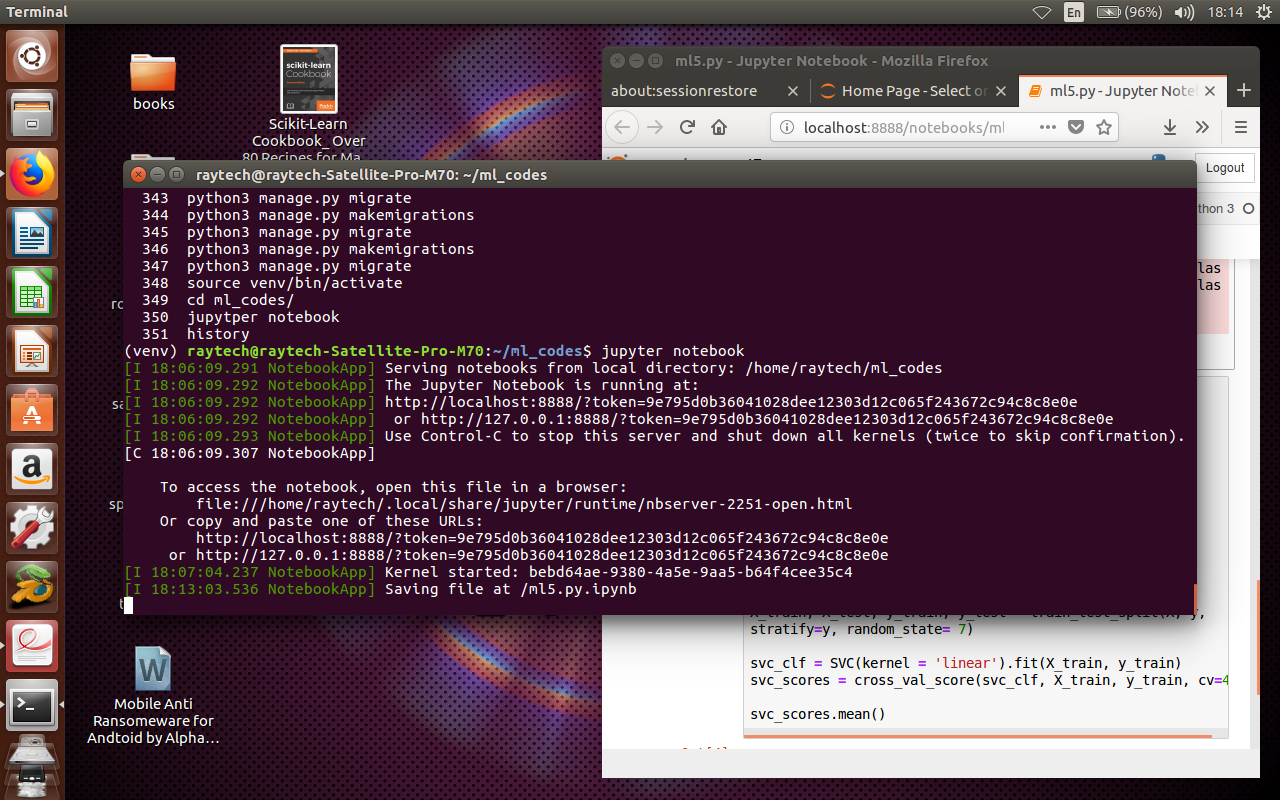 Terminal
En
(96%)
18:14
books
scikit-learn
Cookbook
Scikit-Learn
Cookbook_ Over
80 Recipes for Ma...
ml5.py - Jupyter Notebook - Mozilla Firefox
about:sessionrestore
Home Page - Select or
ml5.py - Jupyter Note
localhost:8888/notebooks/ml
Logout
thon 3
las
las
raytech@raytech-Satellite-Pro-M70: ~/ml_codes
343 python3 manage.py migrate
344 python3 manage.py makemigrations
345 python3 manage.py migrate
346 python3 manage.py makemigrations
347 python3 manage.py migrate
348 source venv/bin/activate
349 cd ml_codes/
350 jupytper notebook
351 history
(venv) raytech@raytech-Satellite-Pro-M70:~/ml_codes$ jupyter notebook
[I 18:06:09.291 NotebookApp] Serving notebooks from local directory: /home/raytech/ml_codes
[I 18:06:09.292 NotebookApp] The Jupyter Notebook is running at:
[I 18:06:09.292 NotebookApp] http://localhost:8888/?token=9e795d0b36041028dee12303d12c065f243672c94c8c8e0e
[I 18:06:09.292 NotebookApp] or http://127.0.0.1:8888/?token=9e795d0b36041028dee12303d12c065f243672c94c8c8e0e
[I 18:06:09.293 NotebookApp] Use Control-C to stop this server and shut down all kernels (twice to skip confirmation).
[C 18:06:09.307 NotebookApp]
To access the notebook, open this file in a browser:
file:///home/raytech/.local/share/jupyter/runtime/nbserver-2251-open.html
Or copy and paste one of these URLs:
http://localhost:8888/?token=9e795d0b36041028dee12303d12c065f243672c94c8c8e0e
or http://127.0.0.1:8888/?token=9e795d0b36041028dee12303d12c065f243672c94c8c8e0e
[I 18:07:04.237 NotebookApp] Kernel started: bebd64ae-9380-4a5e-9aa5-b64f4cee35c4
[I 18:13:03.536 NotebookApp] Saving file at /ml5.py.ipynb
ro
sa
sp
t
X_train, X_test, y_train, y_test = train_test_split(X, y,
stratify=y, random_state= 7)
svc_clf = SVC(kernel = 'linear').fit(X_train, y_train)
svc_scores = cross_val_score(svc_clf, X_train, y_train, cv=4
svc_scores.mean()
Mobile Anti
Ransomeware for
Andtoid by Alpha...